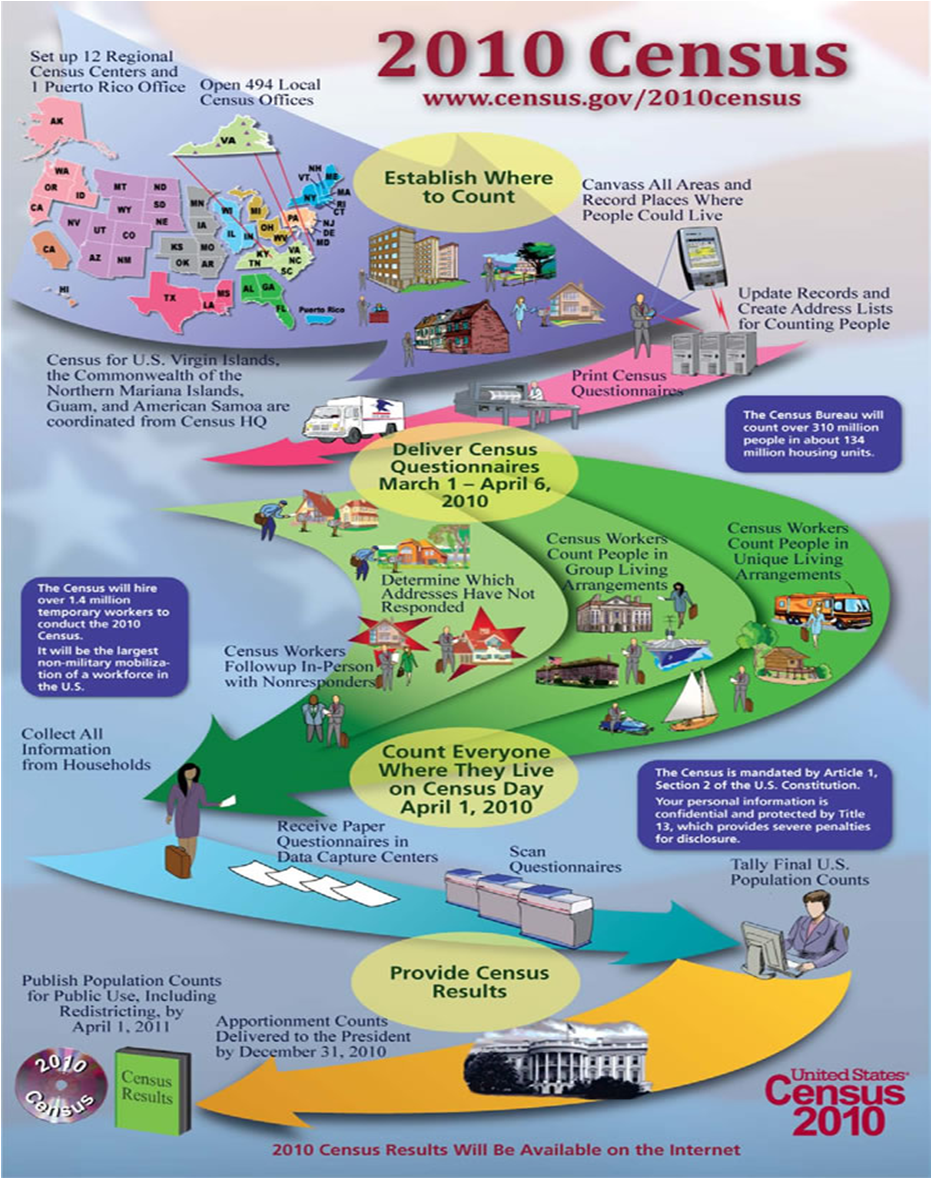 2010 Census
www.census.gov/2010census
Set up 12 Regional
Census Centers and
1 Puerto Rico Office
Open 494 Local
Census Offices
AK
VA
WA
OR
ID
CA
MT
ND
WY
SD
NE
NV
UT
CO
AZ
NM
CA
HI
MN
IA
KS
MO
OK
AR
TX
LA
MS
WI
IL
IN
MI
OH
WV
KY
TN
VA
NC
SC
AL
GA
FL
PA
NY
NH
VT
ME
MA
RI
CT
NJ
DE
MD
Puerto Rico
Establish Where
to Count
Canvass All Areas and
Record Places Where
People Could Live
Update Records and
Create Address Lists
for Counting People
Census for U.S. Virgin Islands,
the Commonwealth of the
Northern Mariana Islands,
Guam, and American Samoa are
coordinated from Census HQ
Print Census
Questionnaires
Deliver Census
Questionnaires
March 1 – April 6,
2010
The Census Bureau will
count over 310 million
people in about 134
million housing units.
Determine Which
Addresses Have Not
Responded
Census Workers
Count People in
Group Living
Arrangements
Census Workers
Count People in
Unique Living
Arrangements
The Census will hire
over 1.4 million
temporary workers to
conduct the 2010
Census.
It will be the largest
non-military mobiliza-
tion of a workforce in
the U.S.
Census Workers
Followup In-Person
with Nonresponders
Collect All
Information
from Households
Count Everyone
Where They Live
on Census Day
April 1, 2010
The Census is mandated by Article 1,
Section 2 of the U.S. Constitution.
Your personal information is
confidential and protected by Title
13, which provides severe penalties
for disclosure.
Receive Paper
Questionnaires in
Data Capture Centers
Scan
Questionnaires
Tally Final U.S.
Population Counts
Provide Census
Results
Publish Population Counts
for Public Use, Including
Redistricting, by
April 1, 2011
Apportionment Counts
Delivered to the President
by December 31, 2010
2010
Census
Census
Results
United States®
Census
2010
2010 Census Results Will Be Available on the Internet